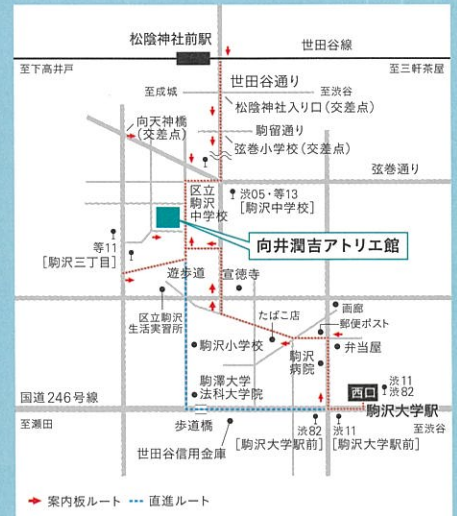 松陰神社前駅
世田谷線
至下高井戸
至三軒茶屋
世田谷通り
至成城
至渋谷
松陰神社入り口(交差点)
向天神橋
(交差点)
駒留通り
弦巻小学校(交差点)
弦巻通り
区立
駒沢
中学校
渋05・等13
[駒沢中学校]
向井潤吉アトリエ館
等11
[駒沢三丁目]
遊歩道
宣徳寺
区立駒沢
生活実習所
たばこ店
画廊
郵便ポスト
駒沢小学校
弁当屋
駒沢
病院
駒澤大学
法科大学院
西口
渋11
渋82
国道246号線
駒沢大学駅
至瀬田
歩道橋
至渋谷
世田谷信用金庫
渋82
[駒沢大学駅前]
渋11
[駒沢大学駅前]
案内板ルート
直進ルート